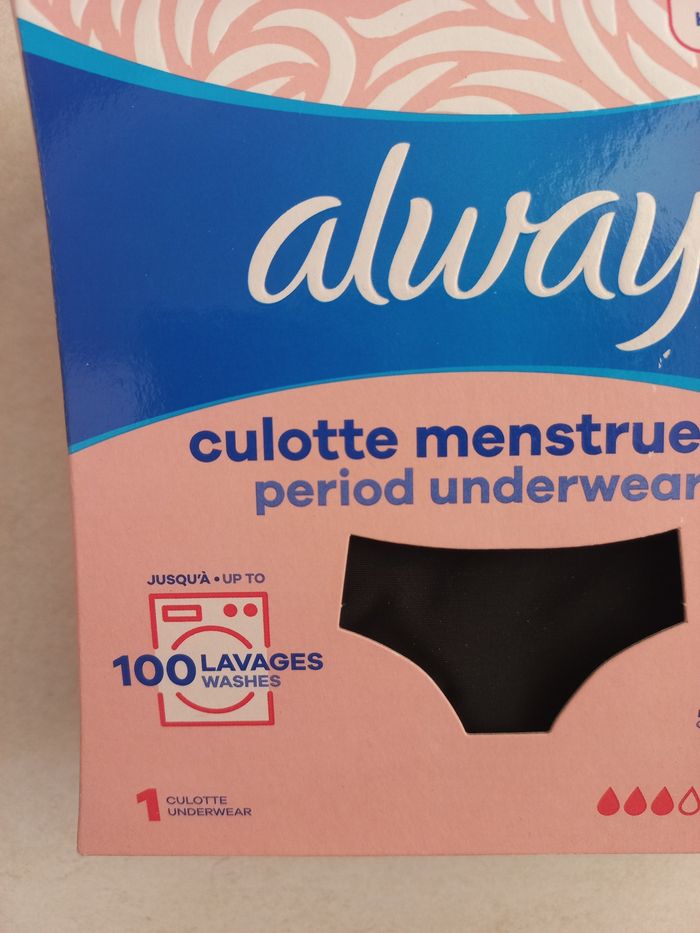 alway
culotte menstrue
period underwear
JUSQU'À • UP TO
100 LAVAGES
WASHES
1 CULOTTE
UNDERWEAR